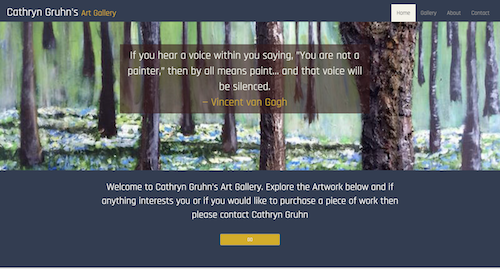 Cathryn Gruhn's Art Gallery
Home Gallery About Contact
If you hear a voice within you saying, "You are not a
painter," then by all means paint... and that voice will
be silenced.
— Vincent van Gogh
Welcome to Cathryn Gruhn's Art Gallery. Explore the Artwork below and if
anything interests you or if you would like to purchase a piece of work then
please contact Cathryn Gruhn